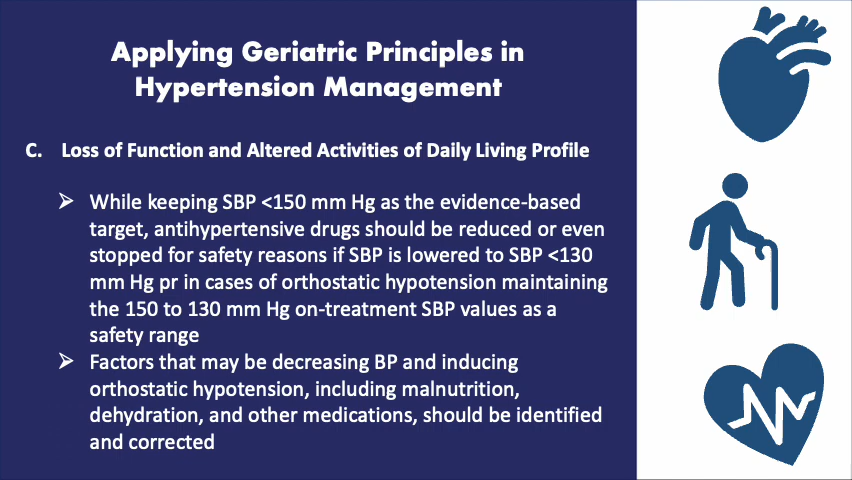 Applying Geriatric Principles in
Hypertension Management
C. Loss of Function and Altered Activities of Daily Living Profile
➢ While keeping SBP <150 mm Hg as the evidence-based
target, antihypertensive drugs should be reduced or even
stopped for safety reasons if SBP is lowered to SBP <130
mm Hg pr in cases of orthostatic hypotension maintaining
the 150 to 130 mm Hg on-treatment SBP values as a
safety range
➢ Factors that may be decreasing BP and inducing
orthostatic hypotension, including malnutrition,
dehydration, and other medications, should be identified
and corrected